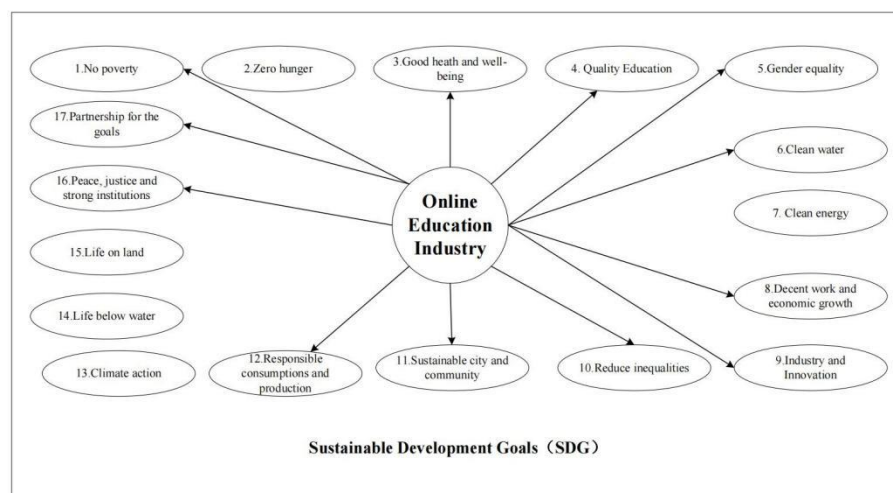 1.No poverty
2.Zero hunger
3.Good heath and well-
being
4. Quality Education
5.Gender equality
17.Partnership for the
goals
6.Clean water
16.Peace, justice and
strong institutions
Online
Education
Industry
7. Clean energy
15.Life on land
8.Decent work and
economic growth
14.Life below water
13.Climate action
12.Responsible
consumptions and
production
11.Sustainable city and
community
10.Reduce inequalities
9.Industry and
Innovation
Sustainable Development Goals（SDG）